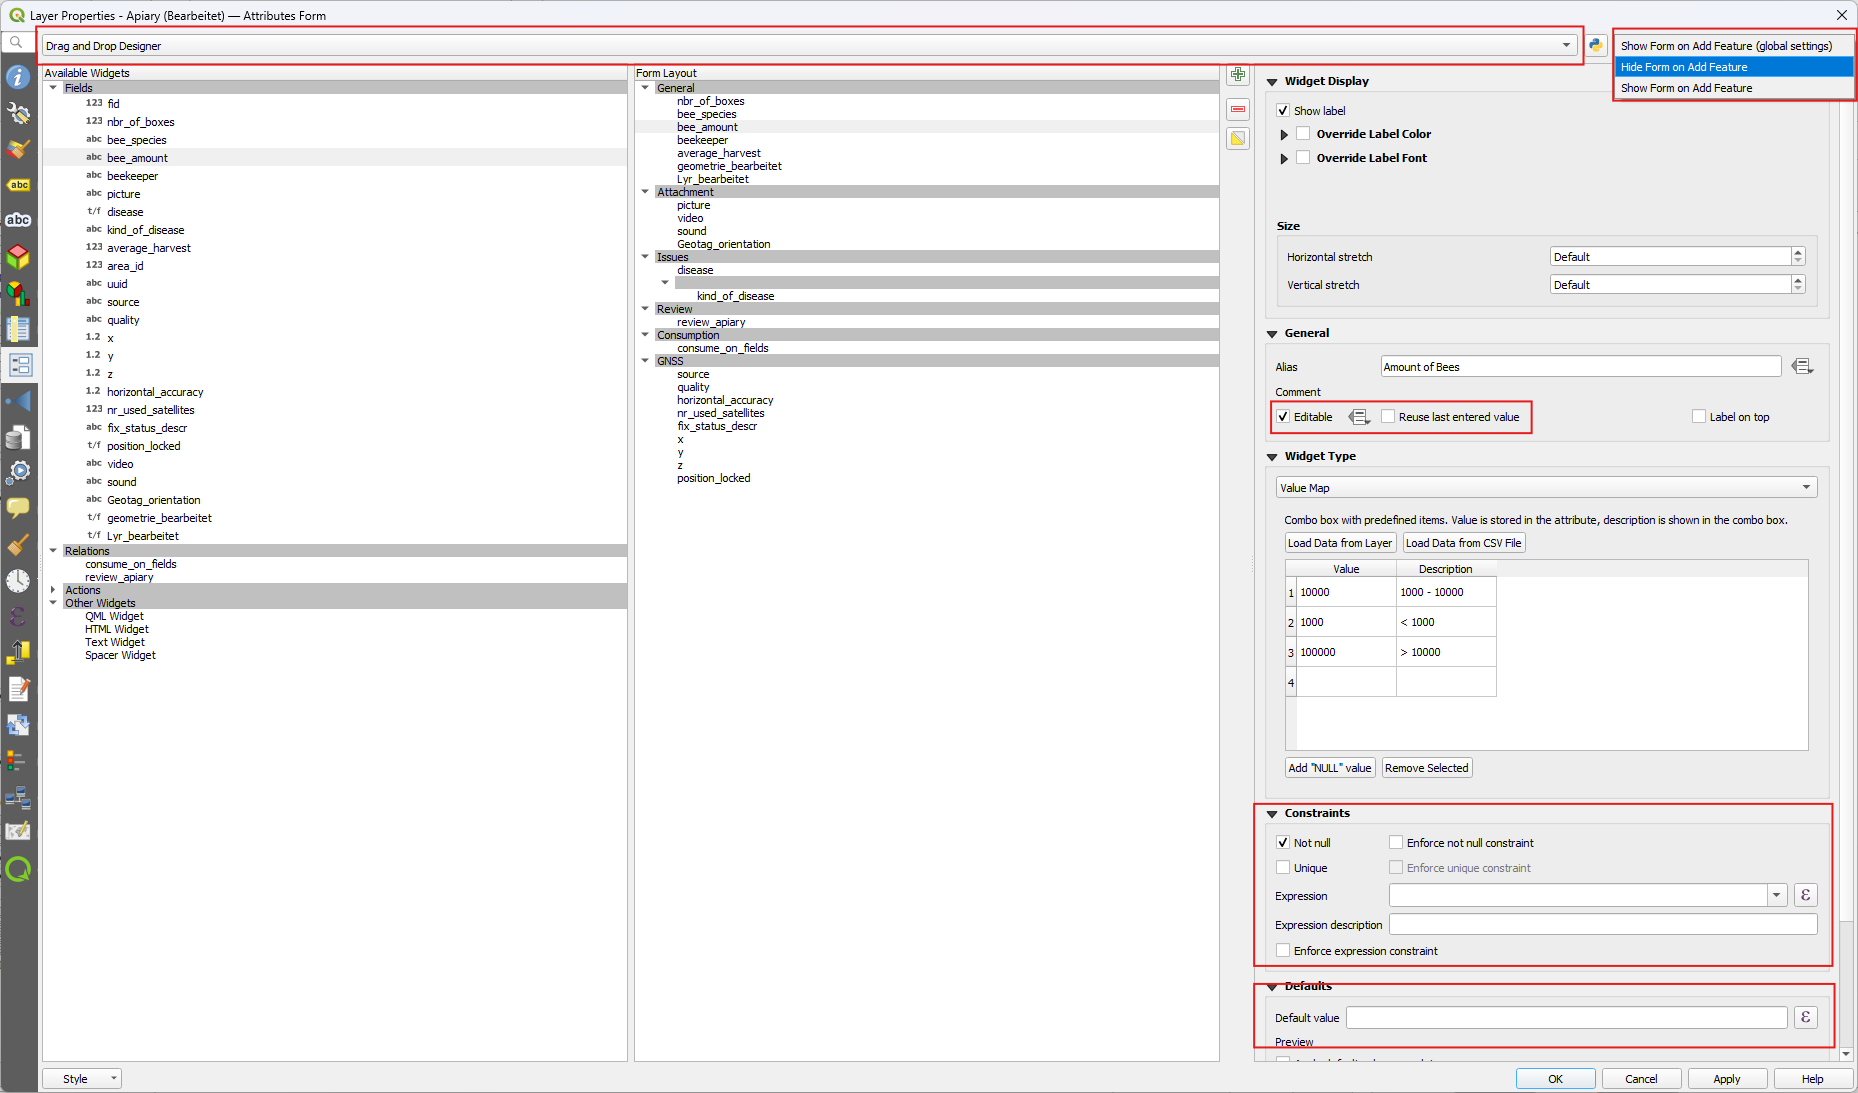 Layer Properties - Apiary (Bearbeitet) — Attributes Form
Drag and Drop Designer
Show Form on Add Feature (global settings)
Hide Form on Add Feature
Show Form on Add Feature
Available Widgets
Fields
123 fid
123 nbr_of_boxes
abc bee_species
abc bee_amount
abc beekeeper
abc picture
t/f disease
abc kind_of_disease
123 average_harvest
123 area_id
abc uuid
abc source
abc quality
1.2 x
1.2 y
1.2 z
1.2 horizontal_accuracy
123 nr_used_satellites
abc fix_status_descr
t/f position_locked
abc video
abc sound
abc Geotag_orientation
t/f geometrie_bearbeitet
t/f Lyr_bearbeitet
Relations
consume_on_fields
review_apiary
Actions
Other Widgets
QML Widget
HTML Widget
Text Widget
Spacer Widget
Form Layout
General
nbr_of_boxes
bee_species
bee_amount
beekeeper
average_harvest
geometrie_bearbeitet
Lyr_bearbeitet
Attachment
picture
video
sound
Geotag_orientation
Issues
disease
kind_of_disease
Review
review_apiary
Consumption
consume_on_fields
GNSS
source
quality
horizontal_accuracy
nr_used_satellites
fix_status_descr
x
y
z
position_locked
Widget Display
Show label
Override Label Color
Override Label Font
Size
Horizontal stretch Default
Vertical stretch Default
General
Alias Amount of Bees
Comment
Editable Reuse last entered value Label on top
Widget Type
Value Map
Combo box with predefined items. Value is stored in the attribute, description is shown in the combo box.
Load Data from Layer Load Data from CSV File
Value Description
1 10000 1000 - 10000
2 1000 < 1000
3 100000 > 10000
4
Add "NULL" value Remove Selected
Constraints
Not null Enforce not null constraint
Unique Enforce unique constraint
Expression ε
Expression description
Enforce expression constraint
Defaults
Default value ε
Preview
abc
abc
Style
OK Cancel Apply Help